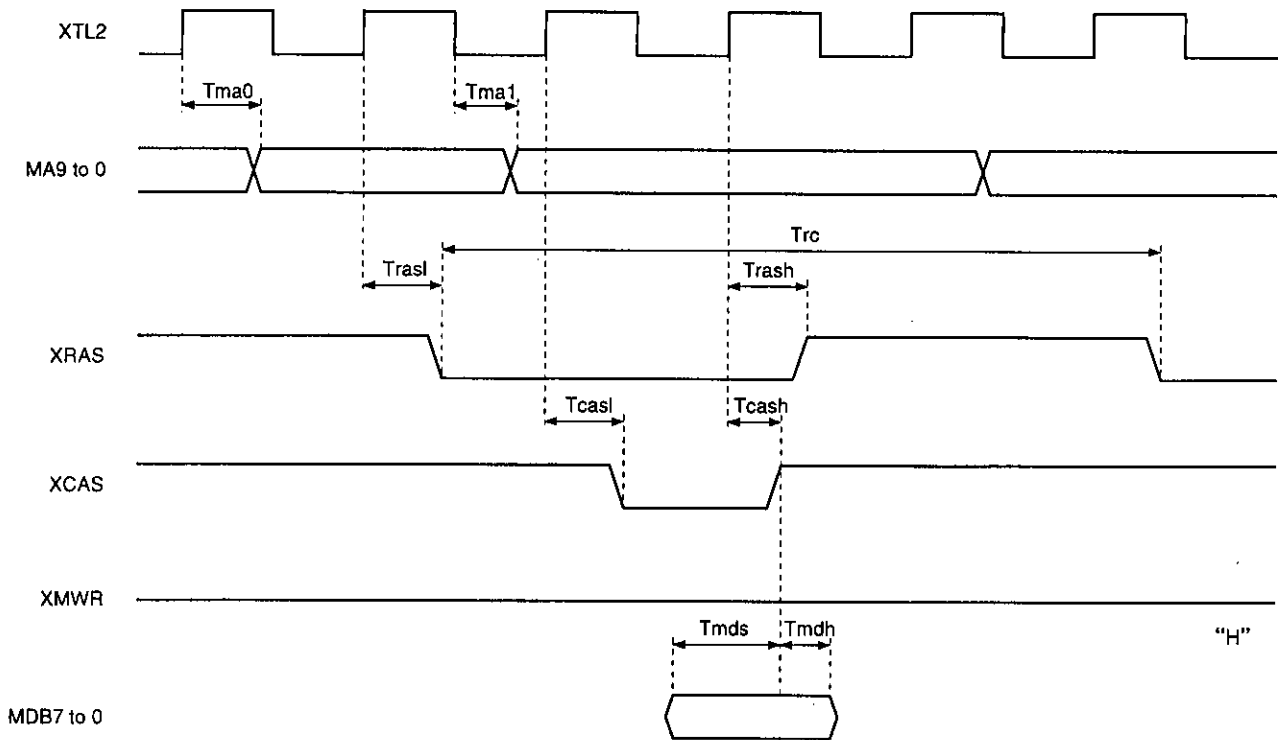 XTL2
Tma0
Tma1
MA9 to 0
Trc
Trasl
Trash
XRAS
Tcasl
Tcash
XCAS
XMWR
Tmds
Tmdh
“H”
MDB7 to 0